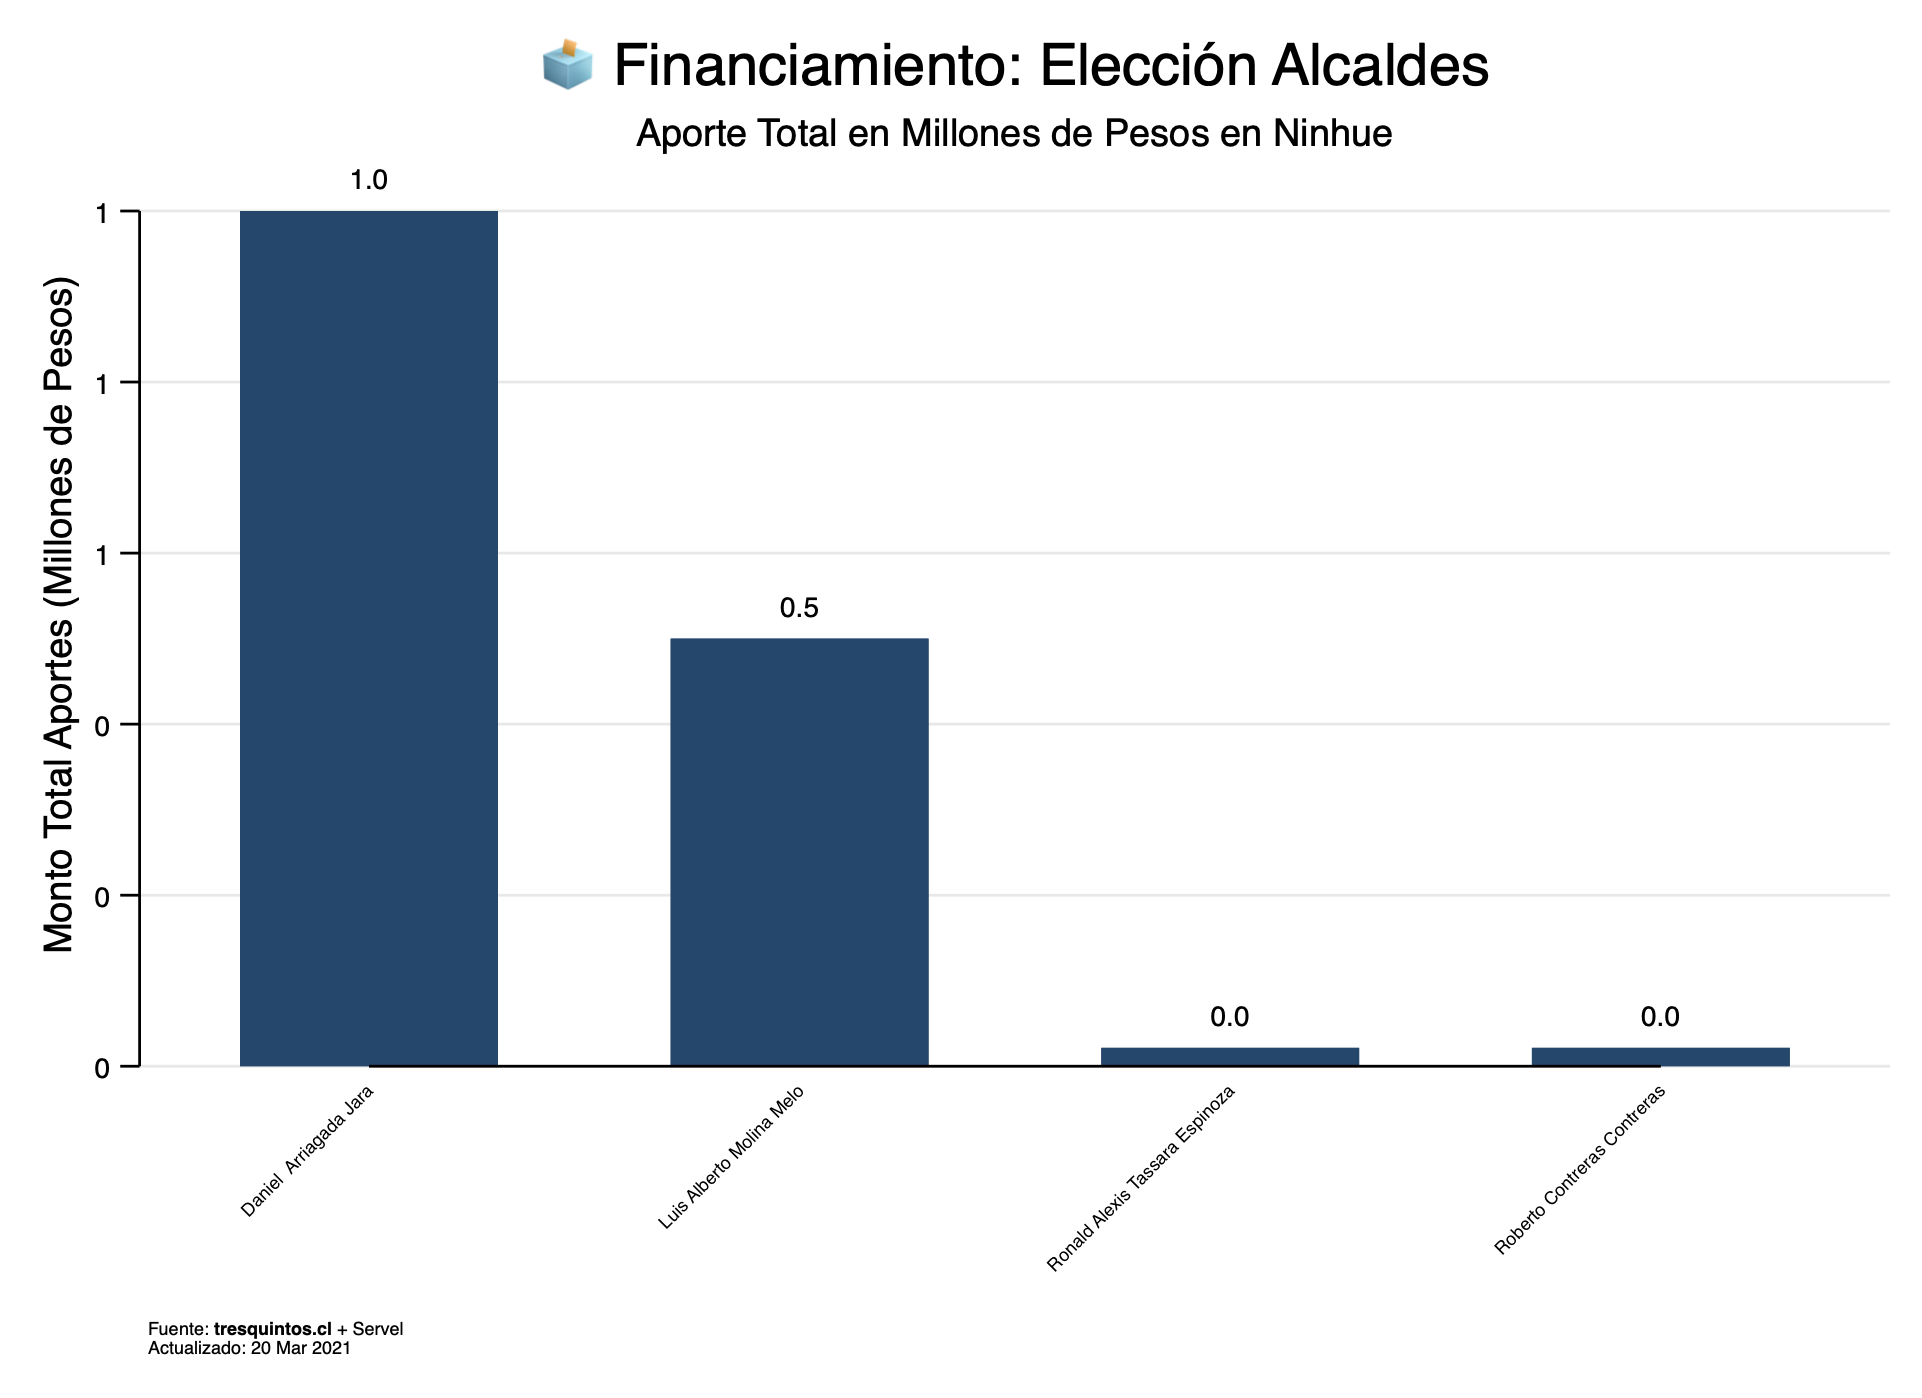 Financiamiento: Elección Alcaldes
Aporte Total en Millones de Pesos en Ninhue
Monto Total Aportes (Millones de Pesos)
1
1
1
0
0
0
1.0
0.5
0.0
0.0
Daniel  Arriagada Jara
Luis Alberto Molina Melo
Ronald Alexis Tassara Espinoza
Roberto Contreras Contreras
Fuente: tresquintos.cl + Servel
Actualizado: 20 Mar 2021